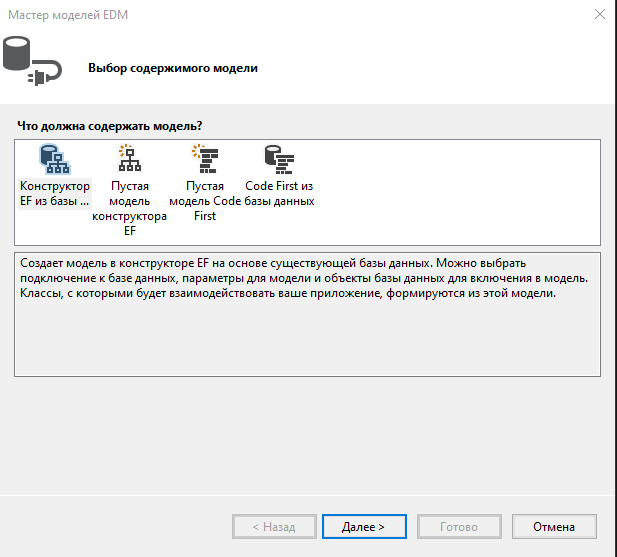 Мастер моделей EDM
Выбор содержимого модели
Что должна содержать модель?
Конструктор
EF из базы ...
Пустая
модель
конструктора
EF
Пустая
модель Code
First
Code First из
базы данных
Создает модель в конструкторе EF на основе существующей базы данных. Можно выбрать
подключение к базе данных, параметры для модели и объекты базы данных для включения в модель.
Классы, с которыми будет взаимодействовать ваше приложение, формируются из этой модели.
< Назад
Далее >
Готово
Отмена